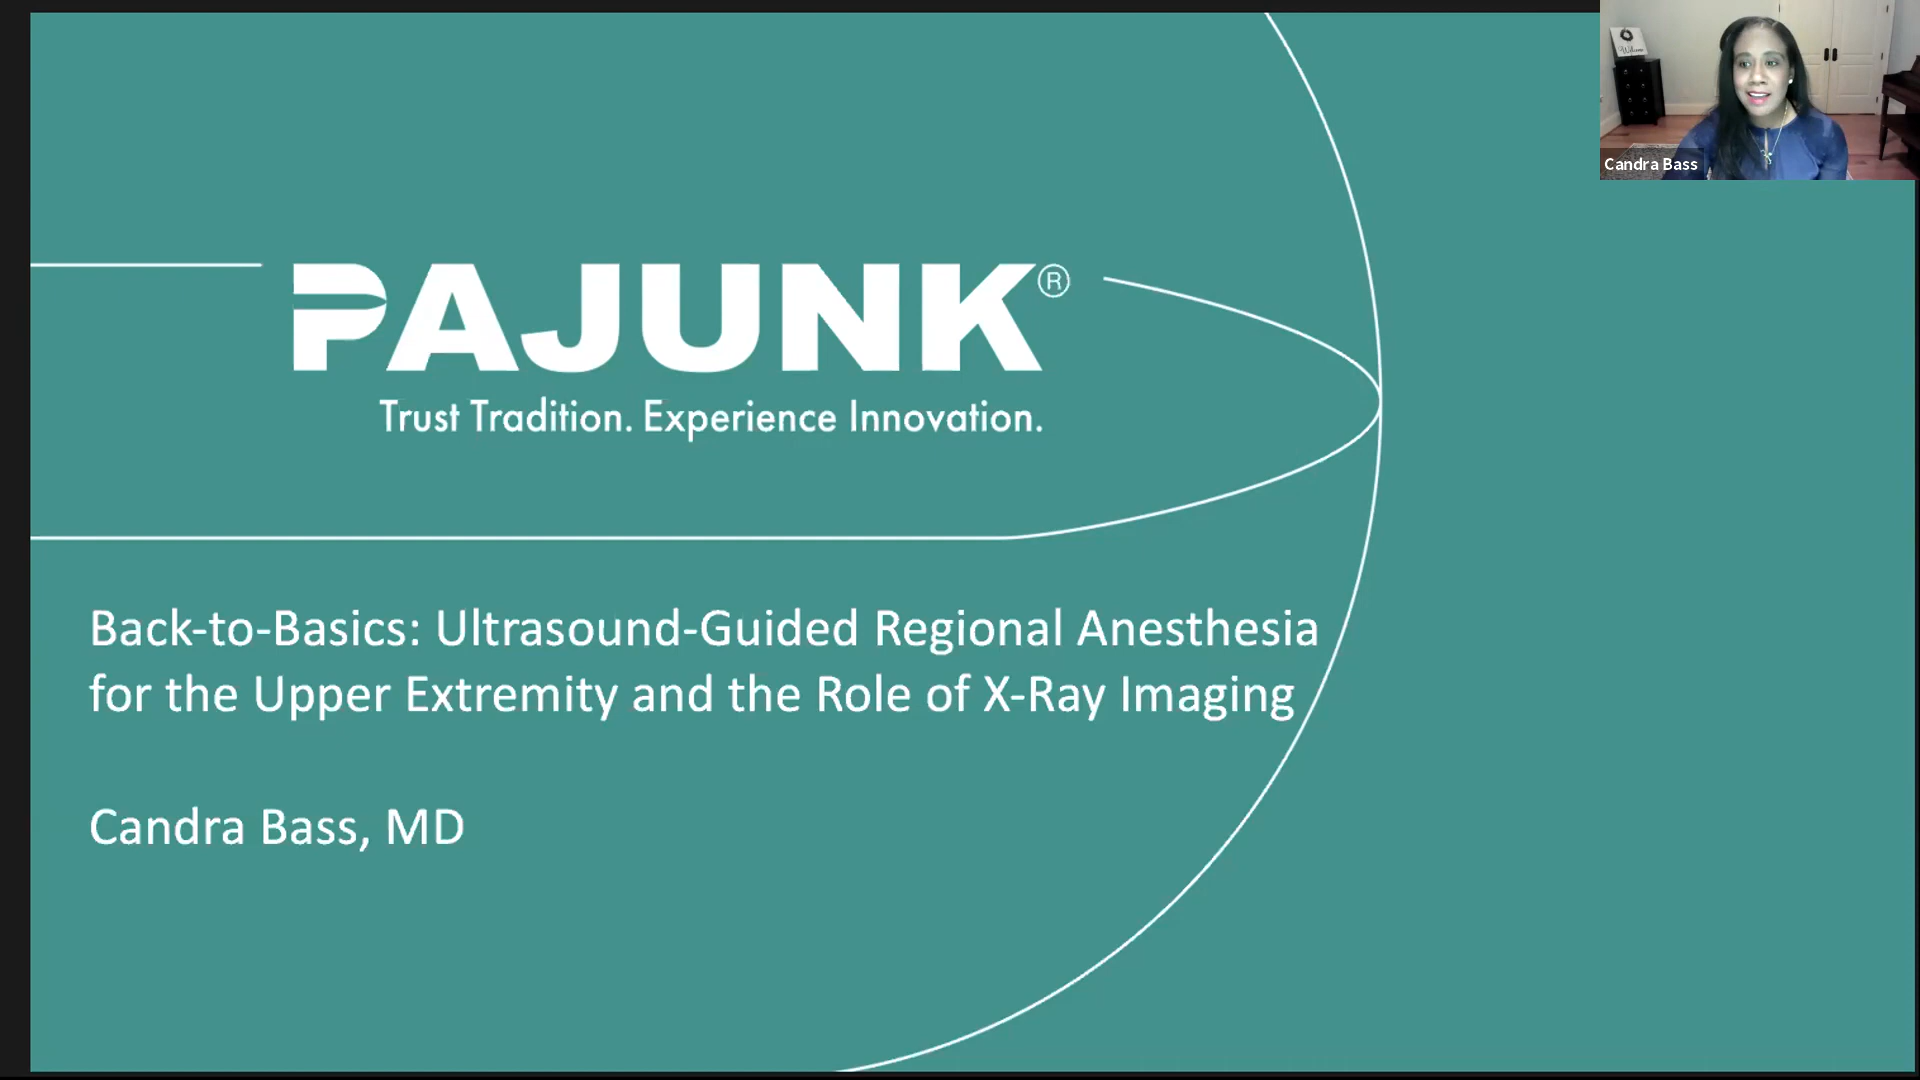 PAJUNK®
Trust Tradition. Experience Innovation.
Back-to-Basics: Ultrasound-Guided Regional Anesthesia
for the Upper Extremity and the Role of X-Ray Imaging
Candra Bass, MD
Welcome
Candra Bass